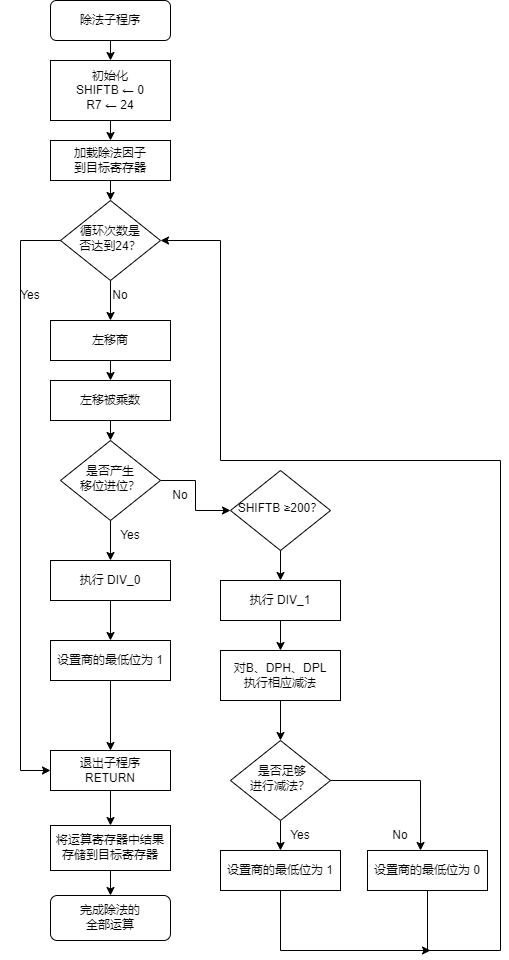 除法子程序
初始化
SHIFTB ← 0
R7 ← 24
加载除法因子
到目标寄存器
循环次数是
否达到24?
Yes
No
左移商
左移被乘数
是否产生
移位进位?
No
SHIFTB ≥200?
Yes
执行 DIV_0
执行 DIV_1
设置商的最低位为 1
对B、DPH、DPL
执行相应减法
退出子程序
RETURN
是否足够
进行减法?
Yes
No
将运算寄存器中结果
存储到目标寄存器
设置商的最低位为 1
设置商的最低位为 0
完成除法的
全部运算